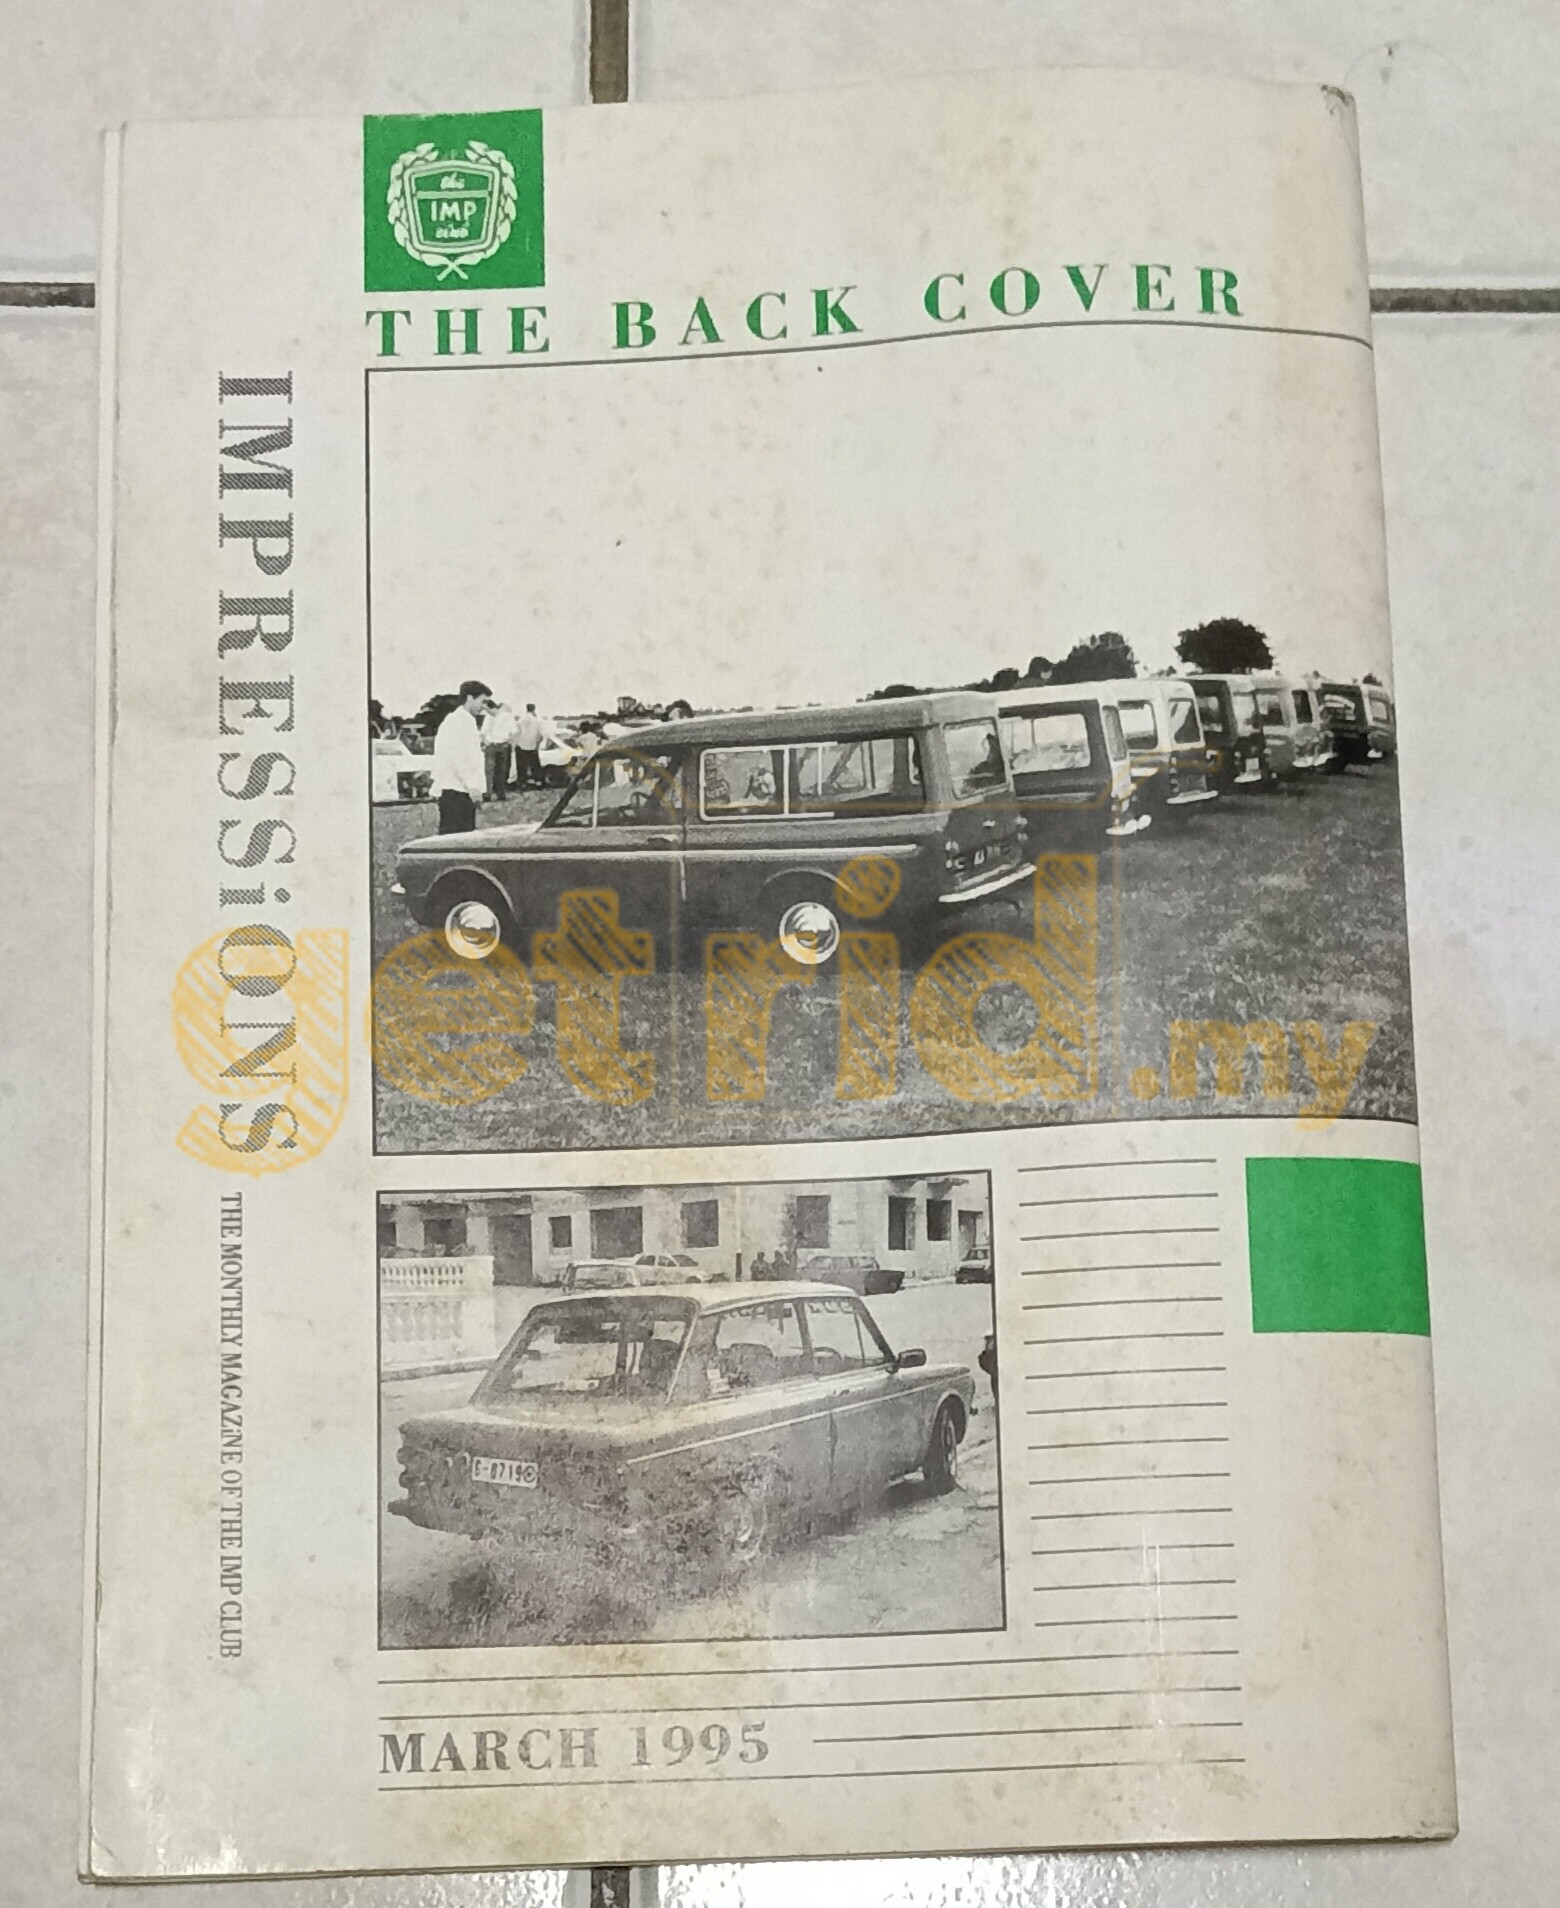 the
IMP
CLUB
THE BACK COVER
IMPRESSiONS
THE MONTHLY MAGAZiNE OF THE IMP CLUB
getrid.my
MARCH 1995